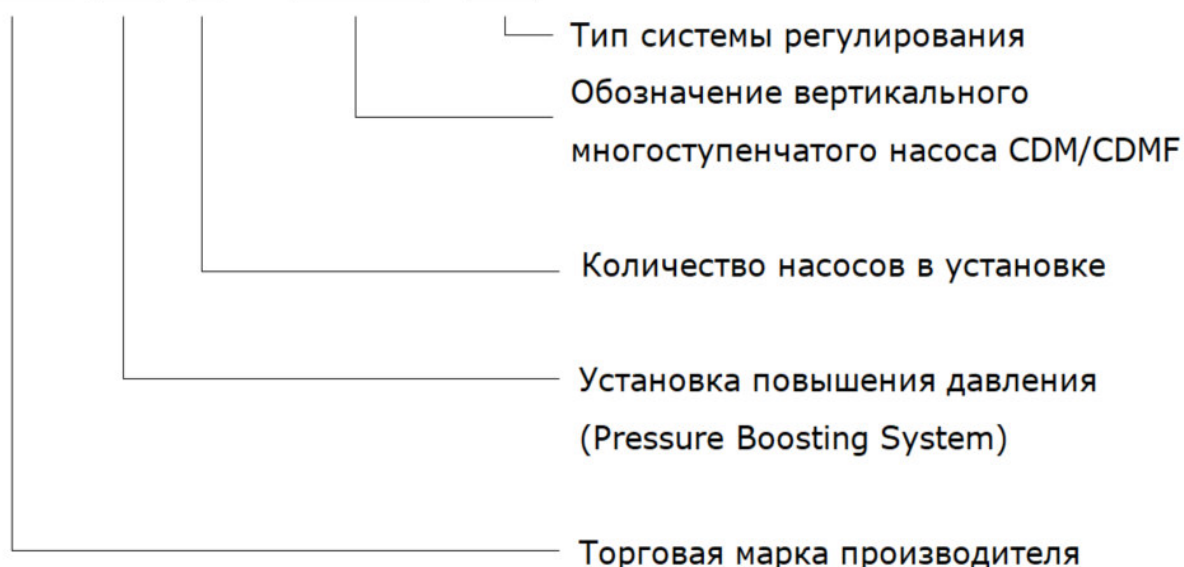 Тип системы регулирования
Обозначение вертикального
многоступенчатого насоса CDM/CDMF
Количество насосов в установке
Установка повышения давления
(Pressure Boosting System)
Торговая марка производителя